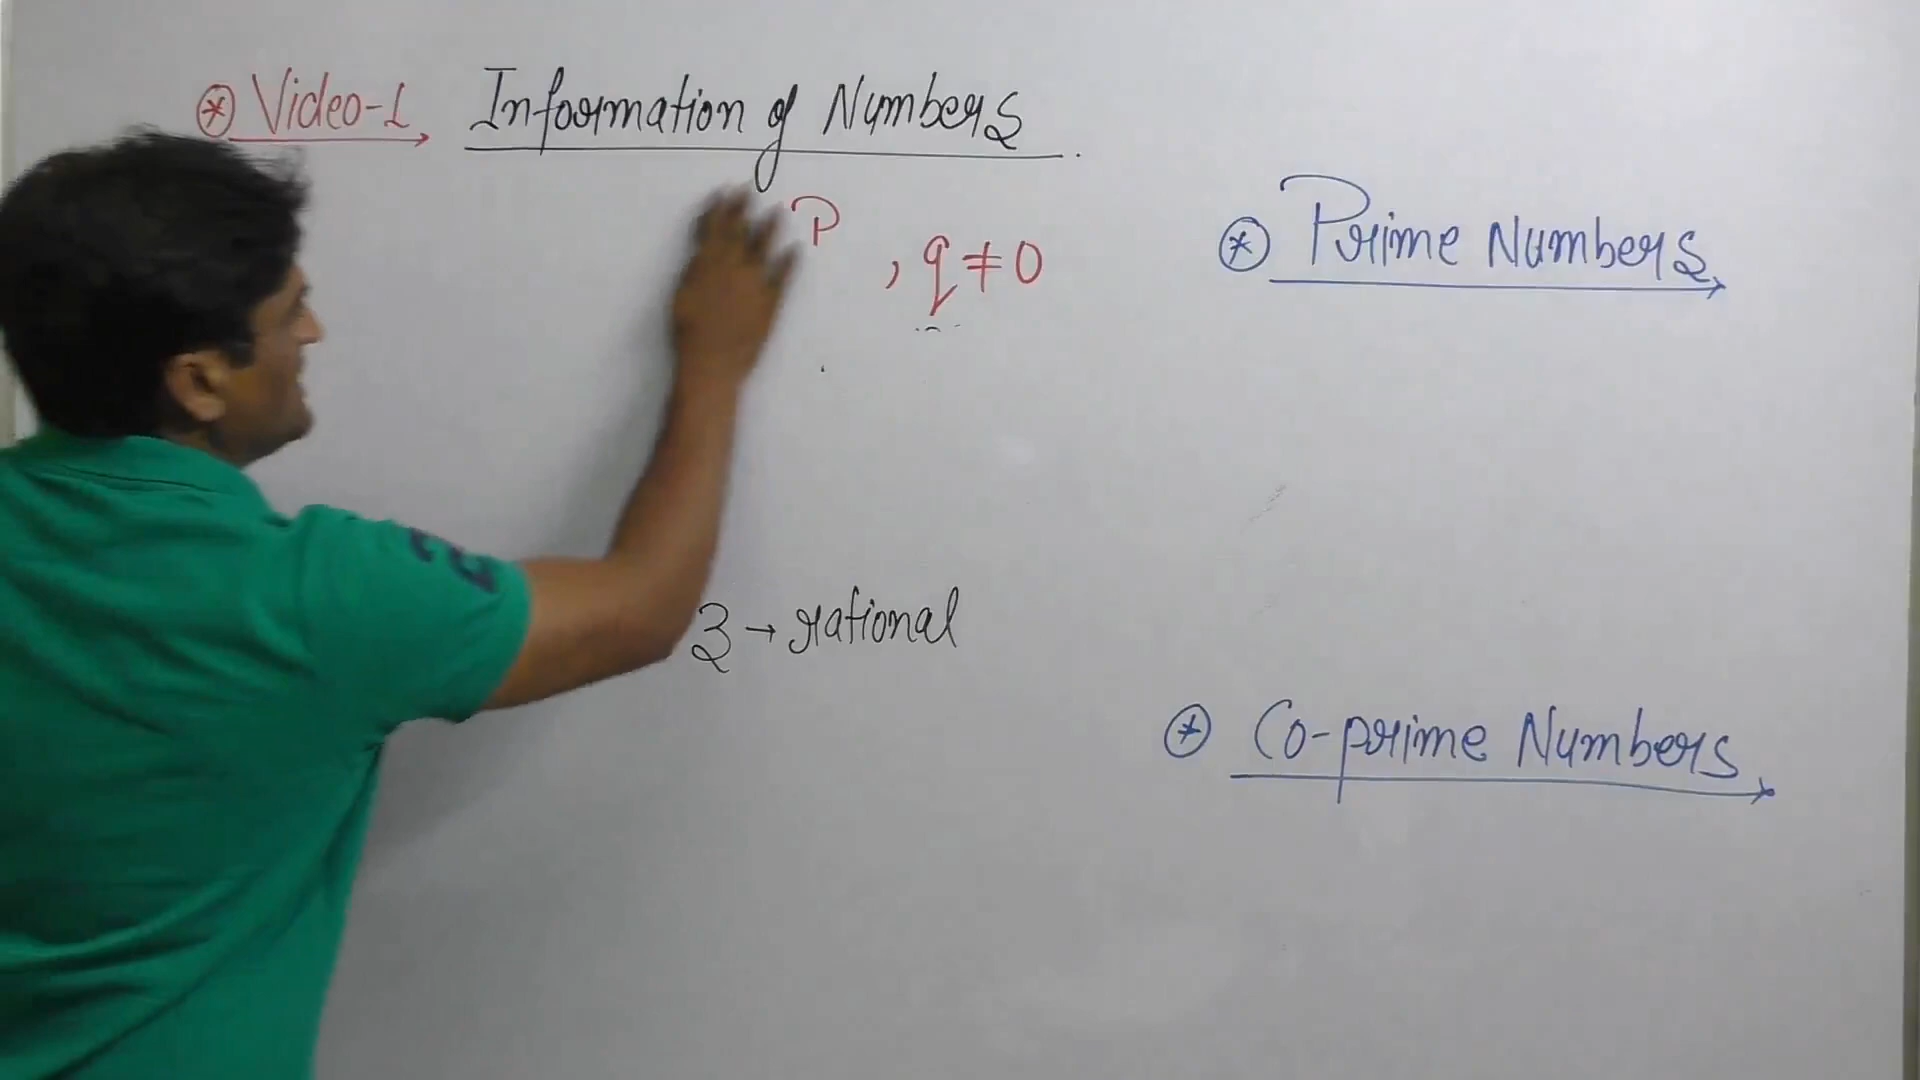 * Video-1 Information of Numbers
P , q ≠ 0
3 → rational
* Prime Numbers
* Co-prime Numbers